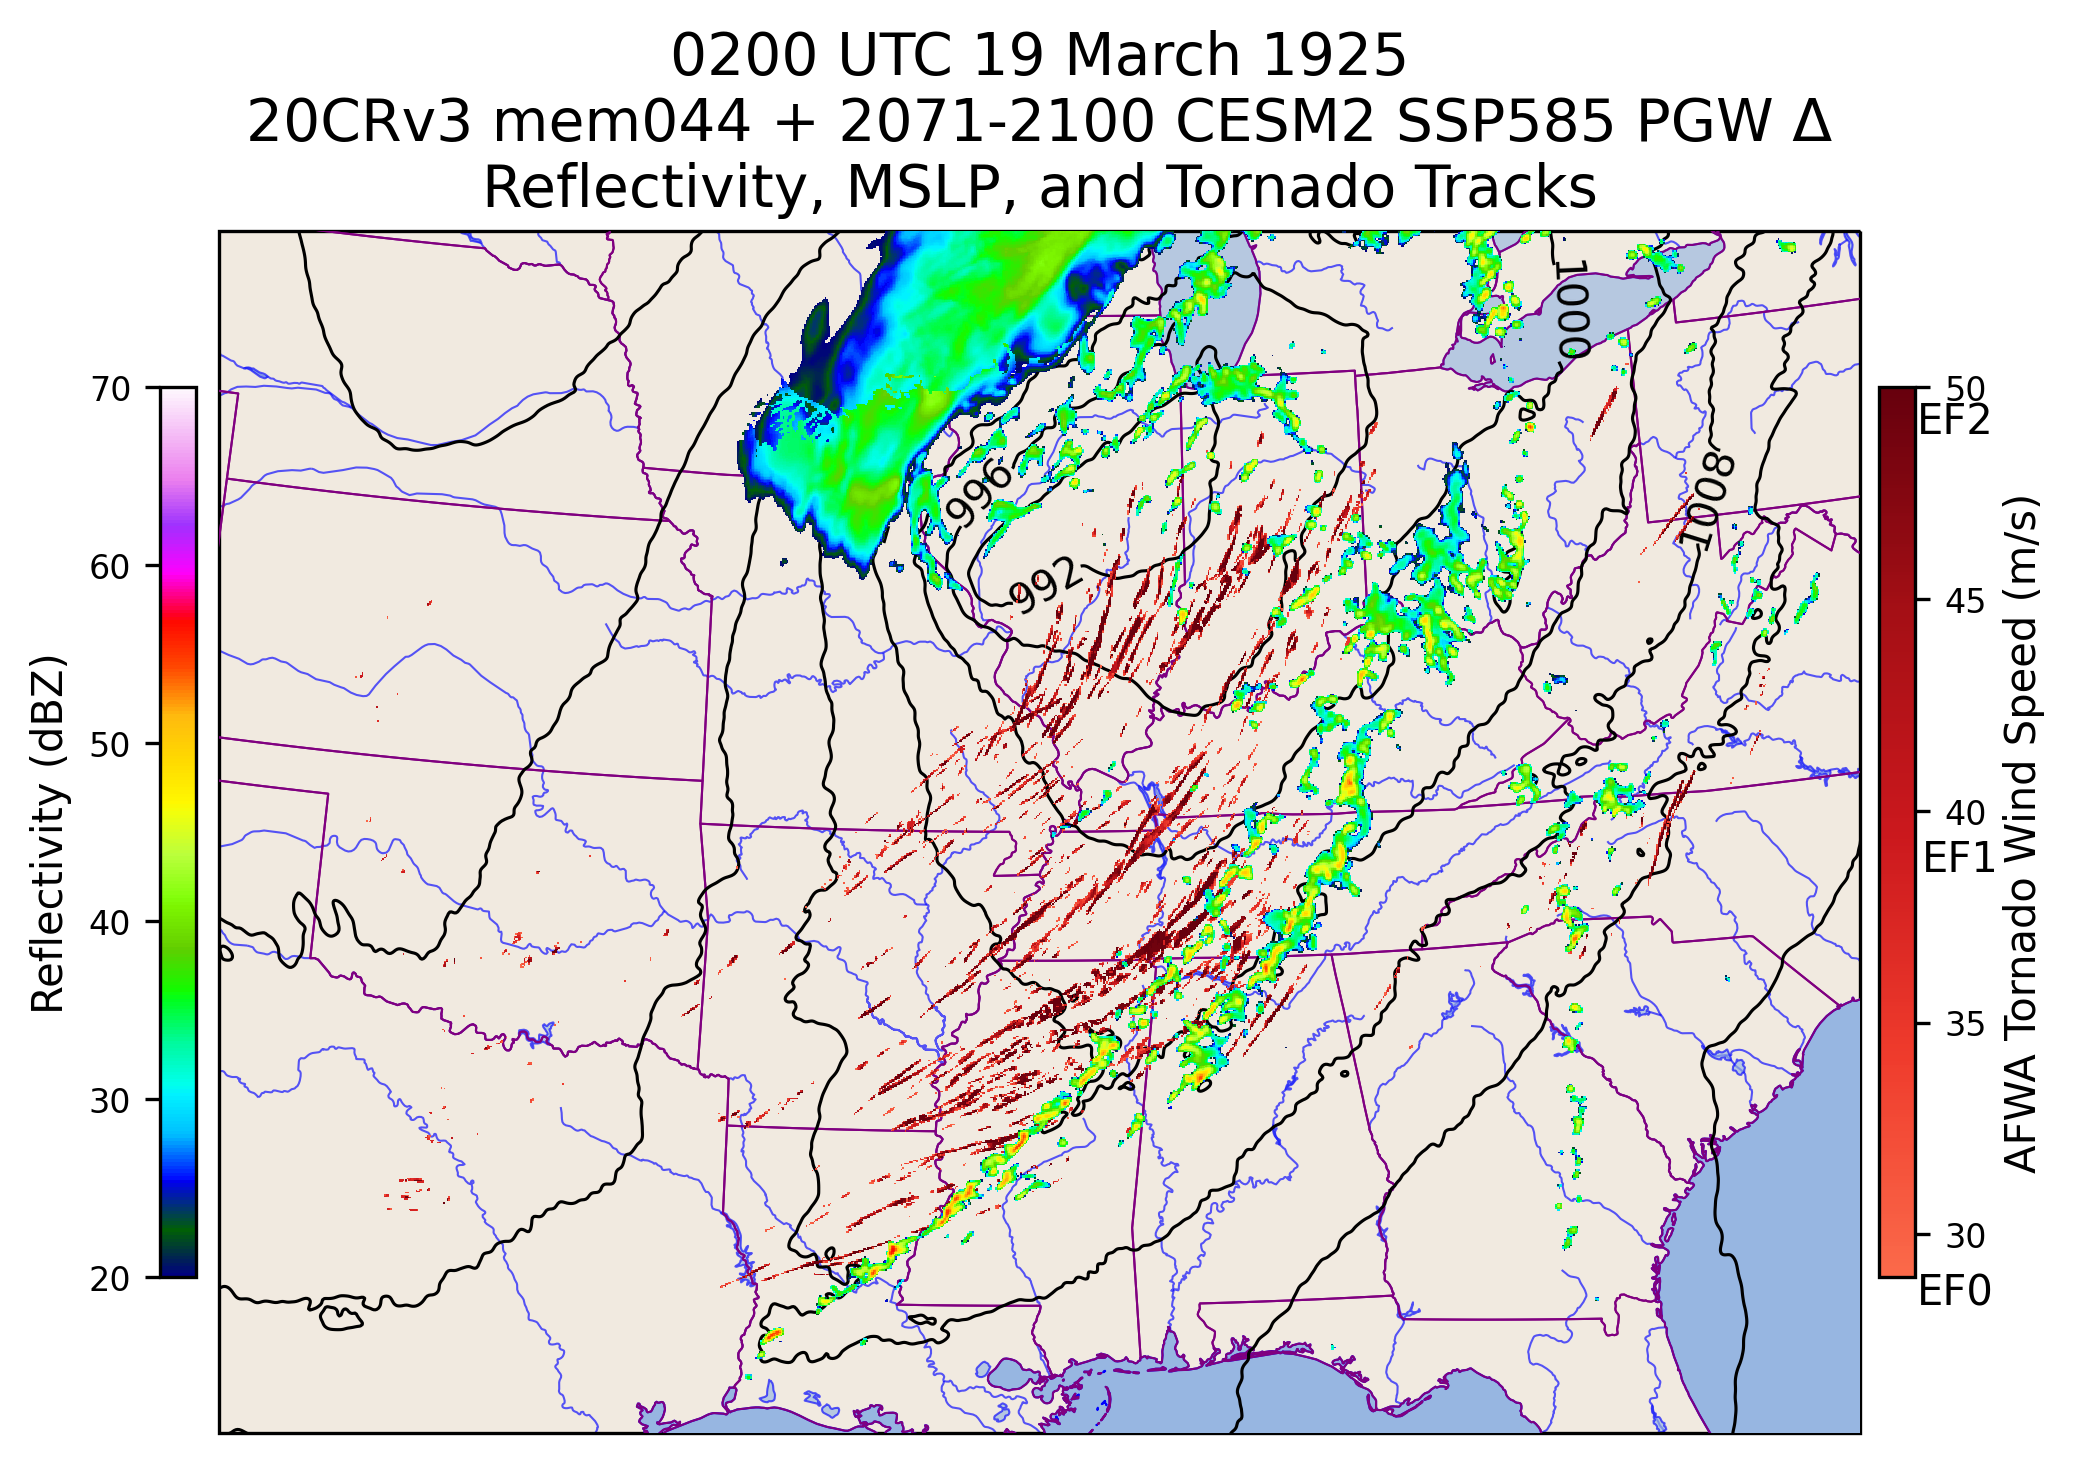 0200 UTC 19 March 1925
20CRv3 mem044 + 2071-2100 CESM2 SSP585 PGW Δ
Reflectivity, MSLP, and Tornado Tracks
Reflectivity (dBZ)
70
60
50
40
30
20
1000
1008
996
992
50
EF2
45
40
EF1
35
30
EF0
AFWA Tornado Wind Speed (m/s)